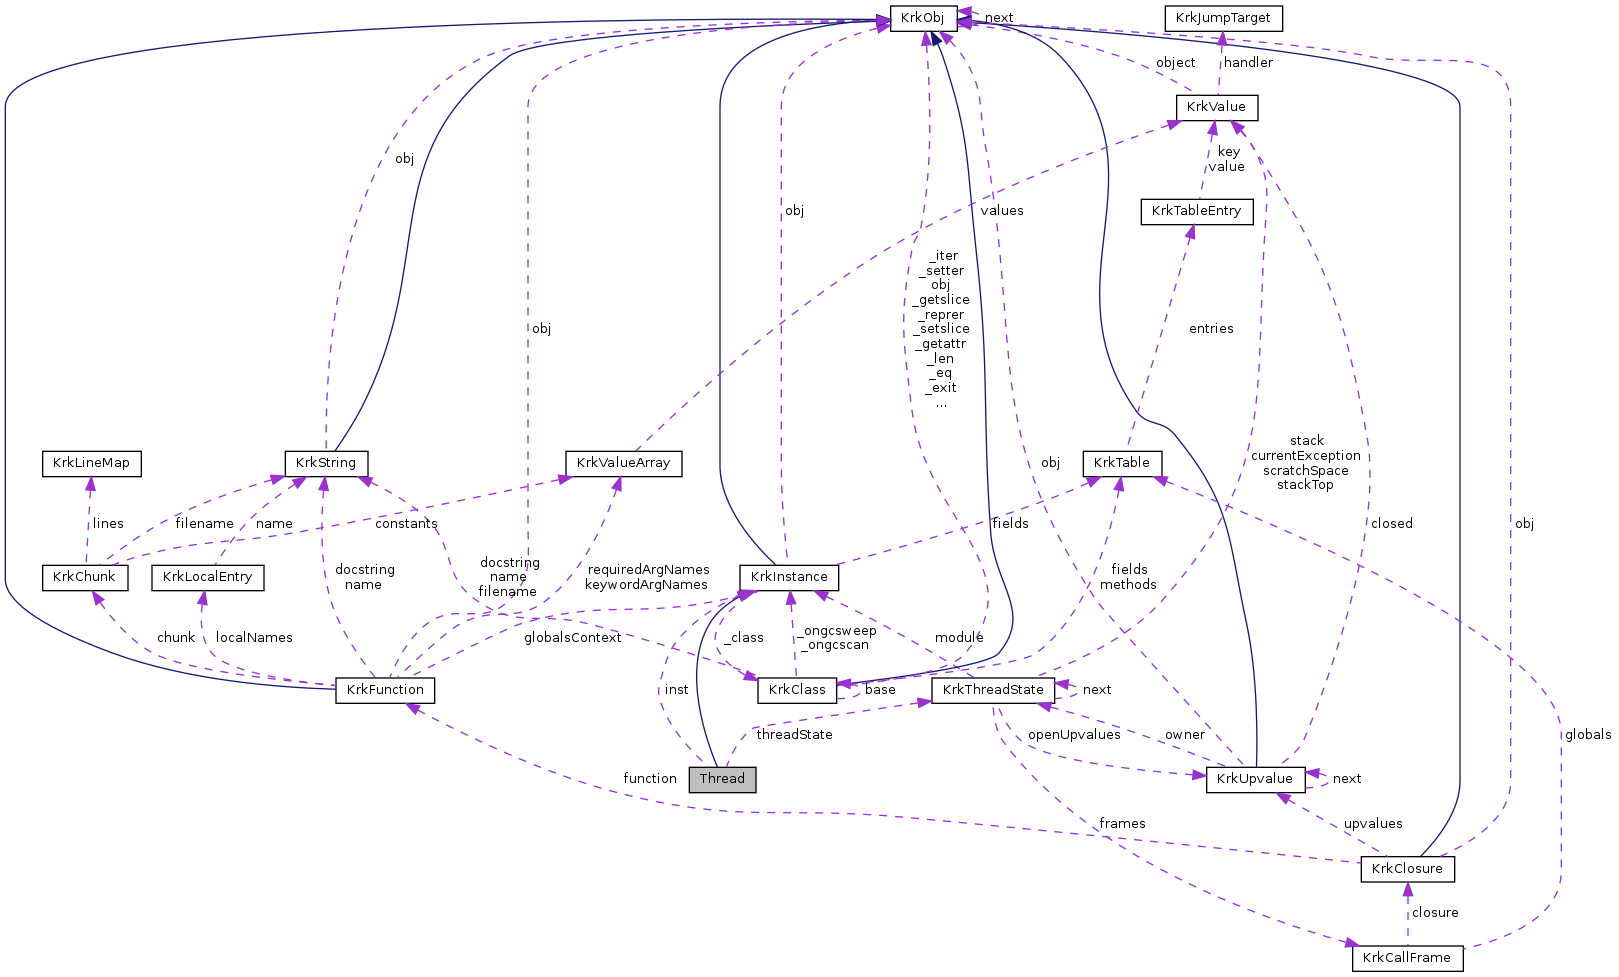 KrkObj
next
KrkJumpTarget
object
handler
KrkValue
obj
key
value
obj
values
KrkTableEntry
_iter
_setter
obj
_getslice
_reprer
_setslice
_getattr
_len
_eq
_exit
...
obj
entries
KrkLineMap
KrkString
KrkValueArray
obj
KrkTable
stack
currentException
scratchSpace
stackTop
lines
filename
name
constants
fields
closed
obj
KrkChunk
KrkLocalEntry
docstring
name
docstring
name
filename
requiredArgNames
keywordArgNames
KrkInstance
fields
methods
chunk
localNames
globalsContext
_class
_ongcsweep
_ongcscan
module
KrkFunction
inst
KrkClass
base
KrkThreadState
next
threadState
openUpvalues
owner
globals
function
Thread
KrkUpvalue
next
frames
upvalues
KrkClosure
closure
KrkCallFrame